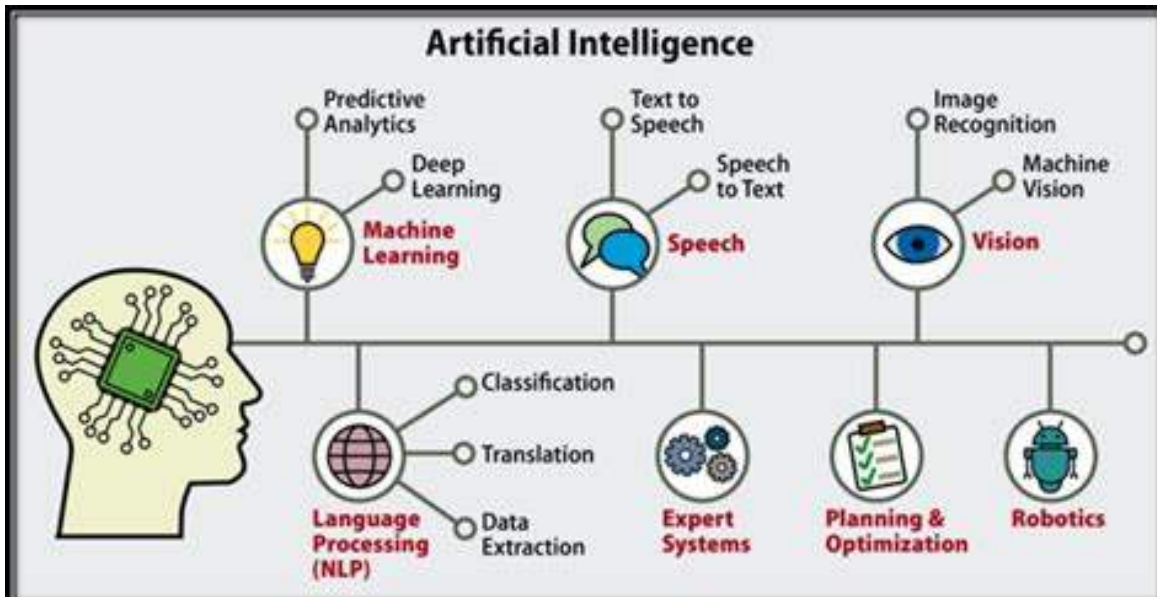 Artificial Intelligence
Predictive
Analytics
Deep
Learning
Machine
Learning
Text to
Speech
Speech
to Text
Speech
Image
Recognition
Machine
Vision
Vision
Classification
Translation
Data
Extraction
Language
Processing
(NLP)
Expert
Systems
Planning &
Optimization
Robotics